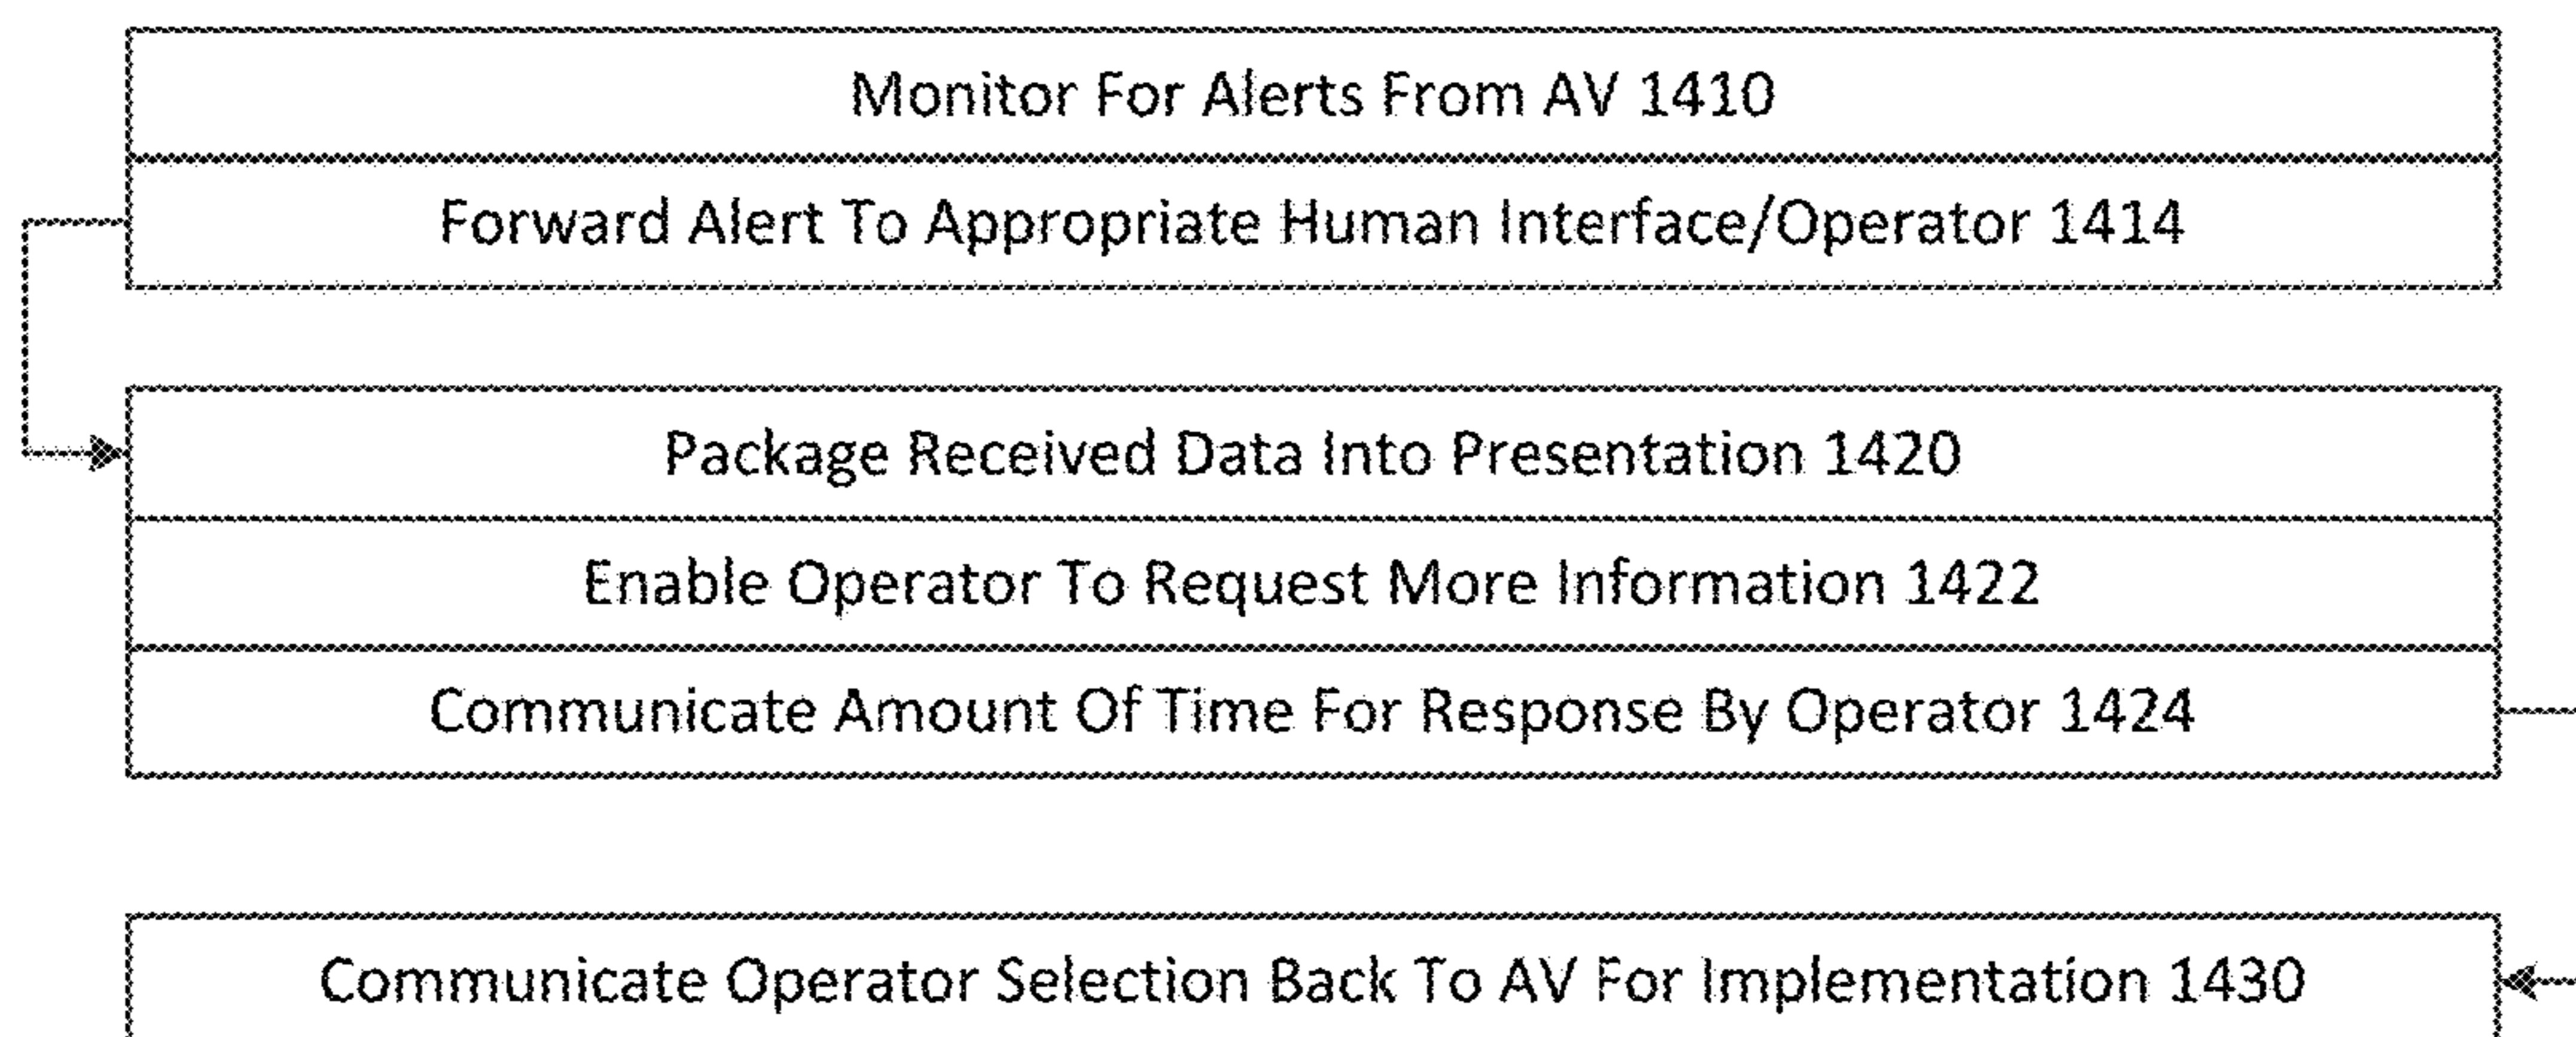 Monitor For Alerts From AV 1410
Forward Alert To Appropriate Human Interface/Operator 1414
Package Received Data Into Presentation 1420
Enable Operator To Request More Information 1422
Communicate Amount Of Time For Response By Operator 1424
Communicate Operator Selection Back To AV For Implementation 1430